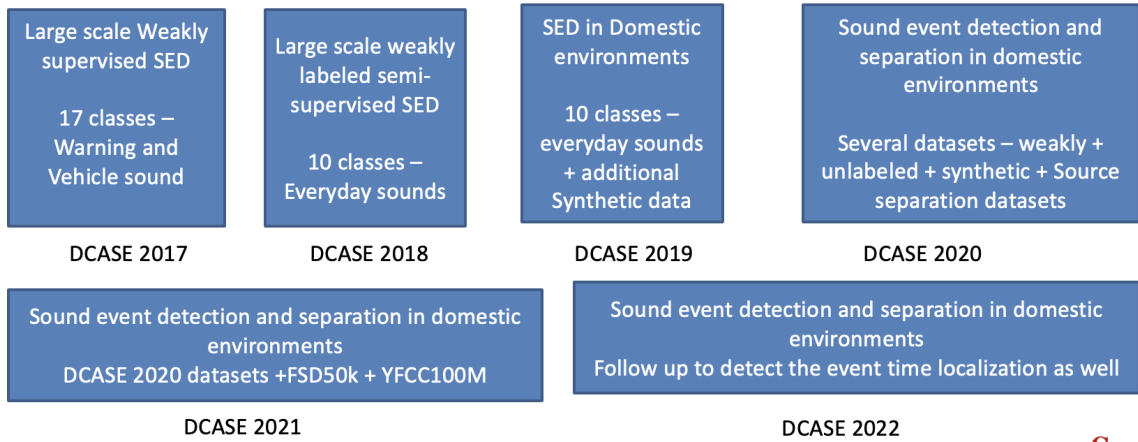 Large scale Weakly
supervised SED
17 classes –
Warning and
Vehicle sound
DCASE 2017
Large scale weakly
labeled semi-
supervised SED
10 classes –
Everyday sounds
DCASE 2018
SED in Domestic
environments
10 classes –
everyday sounds
+ additional
Synthetic data
DCASE 2019
Sound event detection and
separation in domestic
environments
Several datasets – weakly +
unlabeled + synthetic + Source
separation datasets
DCASE 2020
Sound event detection and separation in domestic
environments
DCASE 2020 datasets +FSD50k + YFCC100M
DCASE 2021
Sound event detection and separation in domestic
environments
Follow up to detect the event time localization as well
DCASE 2022